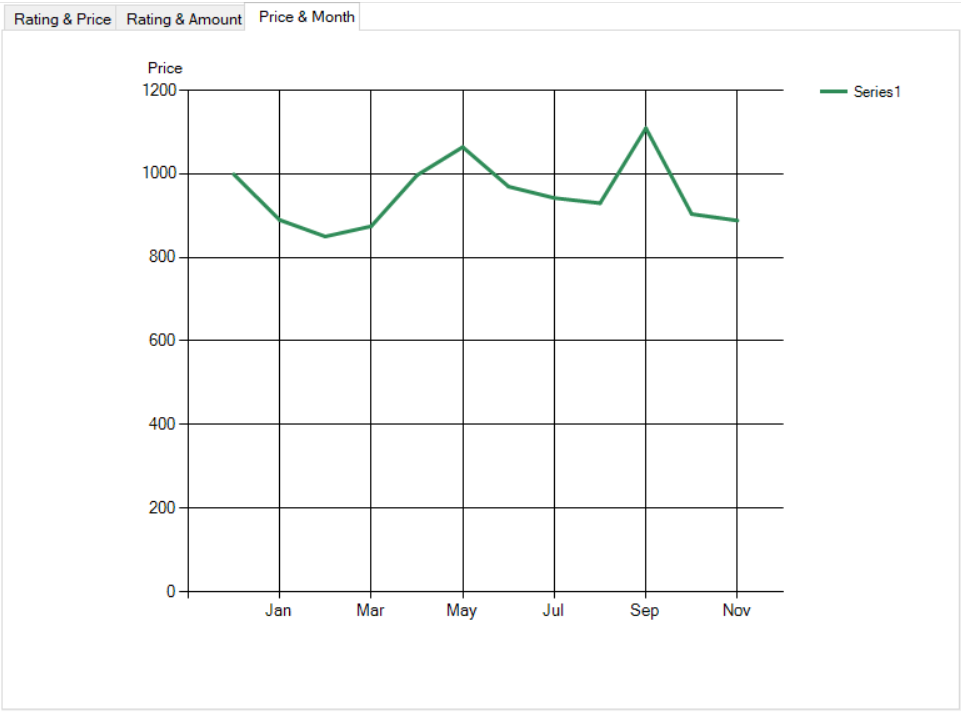 Rating & Price Rating & Amount Price & Month
Price
1200
Series1
1000
800
600
400
200
0
Jan Mar May Jul Sep Nov